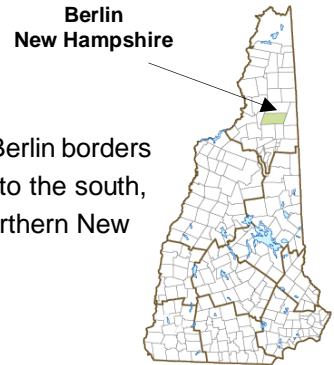 Berlin
New Hampshire
Berlin borders
to the south,
rthern New